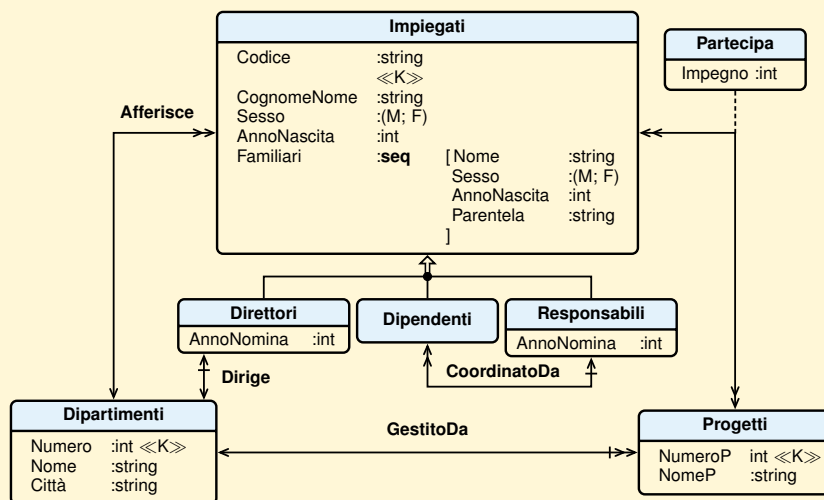 Impiegati
Codice :string
≪K≫
CognomeNome :string
Sesso :(M; F)
AnnoNascita :int
Familiari :seq [ Nome :string
Sesso :(M; F)
AnnoNascita :int
Parentela :string
]
Partecipa
Impegno :int
Afferisce
Direttori
AnnoNomina :int
Dipendenti
Responsabili
AnnoNomina :int
Dirige
CoordinatoDa
Dipartimenti
Numero :int ≪K≫
Nome :string
Città :string
GestitoDa
Progetti
NumeroP int ≪K≫
NomeP :string